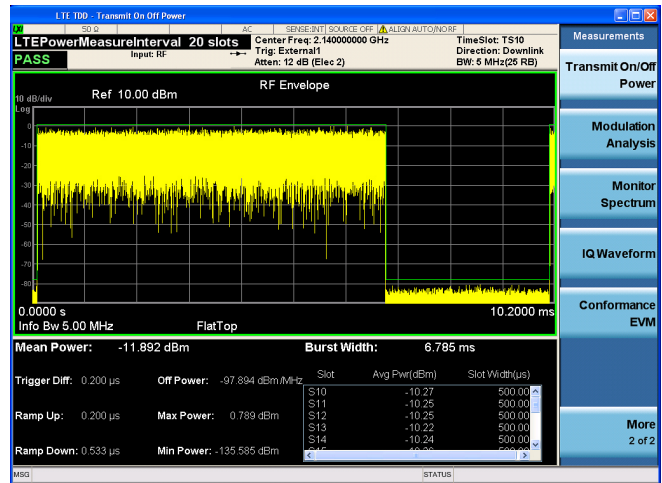 LTE TDD - Transmit On Off Power
50 Ω AC SENSE:INT SOURCE OFF ALIGN AUTO/NO RF
LTEPowerMeasureInterval 20 slots
Input: RF
PASS
Center Freq: 2.140000000 GHz
Trig: External1
Atten: 12 dB (Elec 2)
TimeSlot: TS10
Direction: Downlink
BW: 5 MHz(25 RB)
Measurements
Transmit On/Off Power
Modulation Analysis
Monitor Spectrum
IQ Waveform
Conformance EVM
More
2 of 2
RF Envelope
10 dB/div
Log
Ref 10.00 dBm
0
-10
-20
-30
-40
-50
-60
-70
-80
0.0000 s
10.2000 ms
Info Bw 5.00 MHz
FlatTop
Mean Power: -11.892 dBm
Burst Width: 6.785 ms
Trigger Diff: 0.200 µs
Off Power: -97.894 dBm/MHz
Ramp Up: 0.200 µs
Max Power: 0.789 dBm
Ramp Down: 0.533 µs
Min Power: -135.585 dBm
Slot Avg Pwr(dBm) Slot Width(µs)
S10 -10.27 500.00
S11 -10.25 500.00
S12 -10.25 500.00
S13 -10.22 500.00
S14 -10.24 500.00
MSG
STATUS